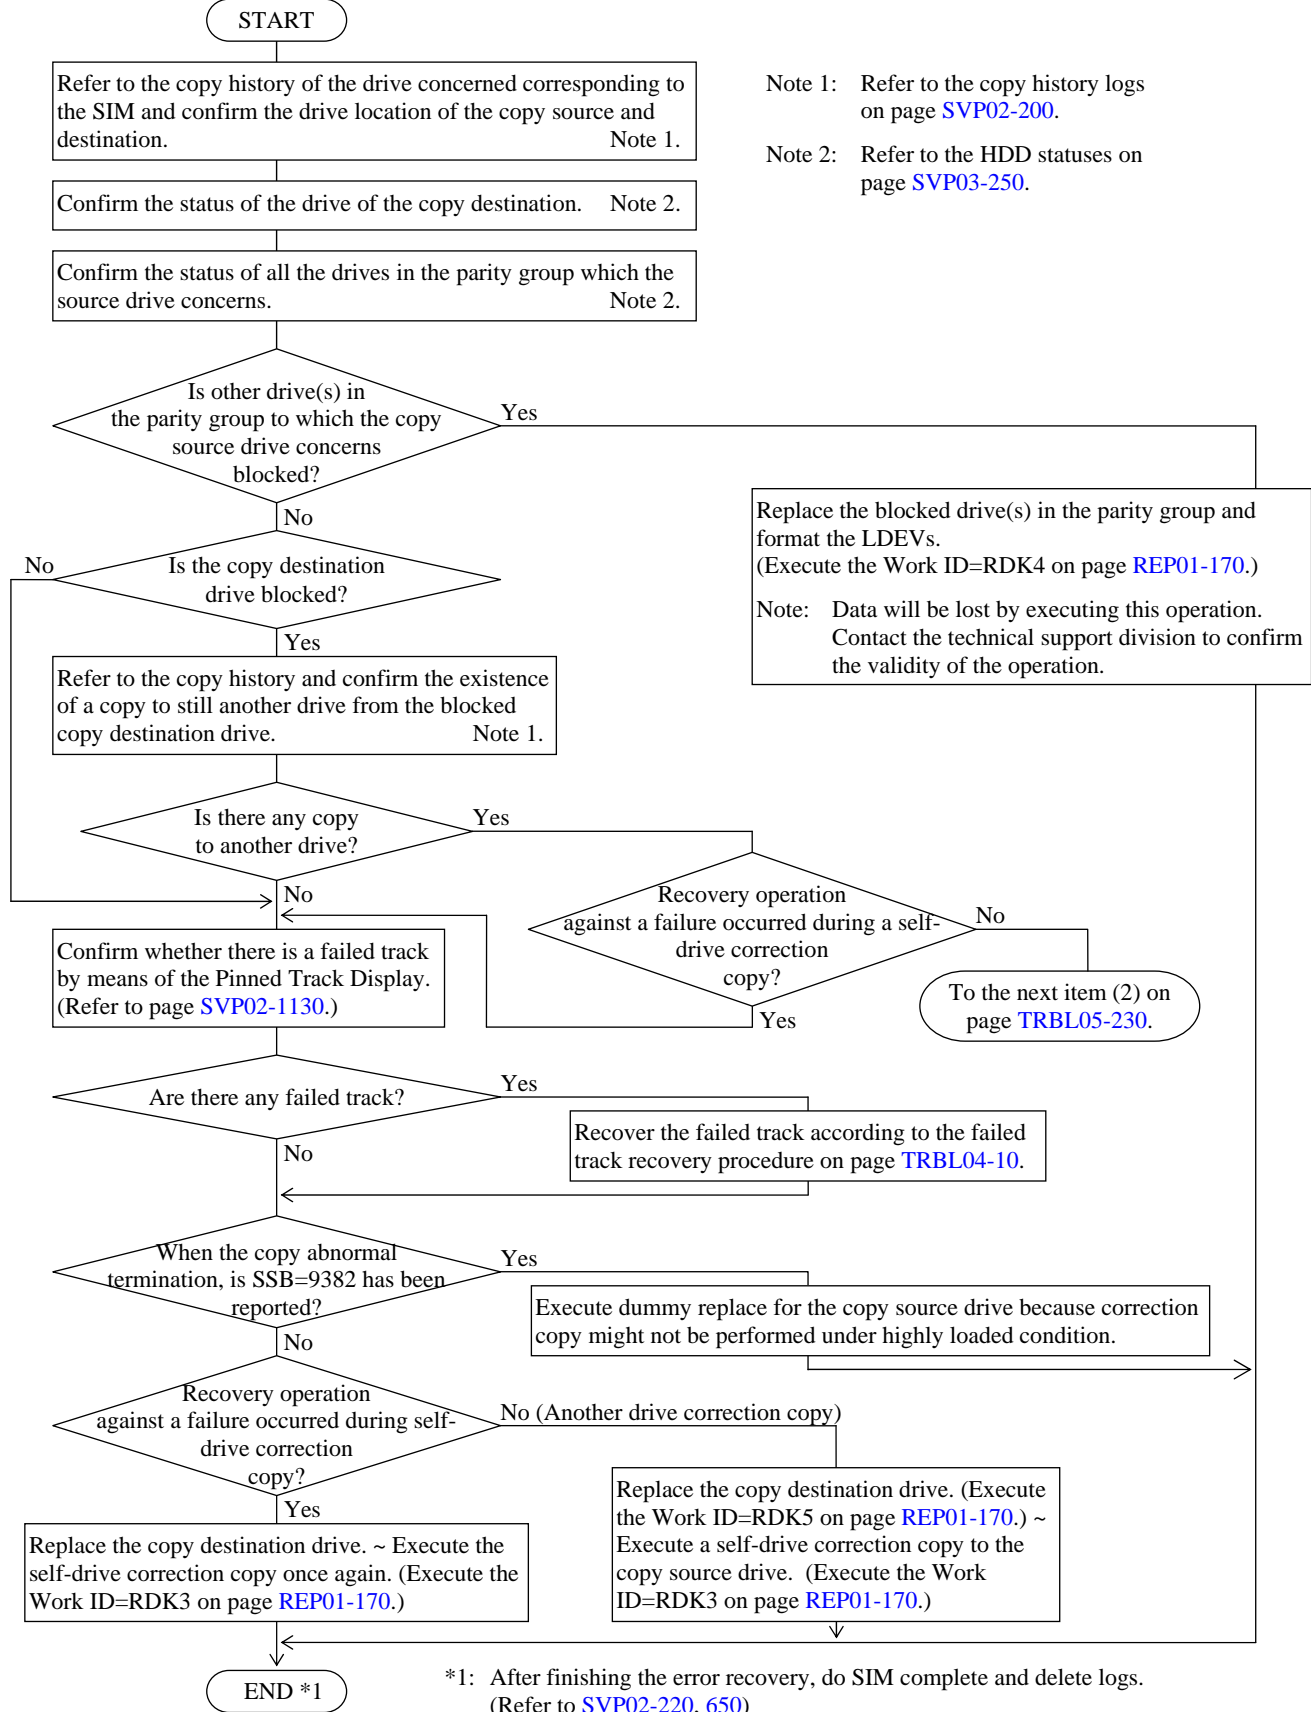 START
Refer to the copy history of the drive concerned corresponding to
the SIM and confirm the drive location of the copy source and
destination. Note 1.
Note 1: Refer to the copy history logs
on page SVP02-200.
Note 2: Refer to the HDD statuses on
page SVP03-250.
Confirm the status of the drive of the copy destination. Note 2.
Confirm the status of all the drives in the parity group which the
source drive concerns. Note 2.
Is other drive(s) in
the parity group to which the copy
source drive concerns
blocked?
Yes
No
Replace the blocked drive(s) in the parity group and
format the LDEVs.
(Execute the Work ID=RDK4 on page REP01-170.)
Note: Data will be lost by executing this operation.
Contact the technical support division to confirm
the validity of the operation.
Is the copy destination
drive blocked?
No
Yes
Refer to the copy history and confirm the existence
of a copy to still another drive from the blocked
copy destination drive. Note 1.
Is there any copy
to another drive?
Yes
No
Recovery operation
against a failure occurred during a self-
drive correction
copy?
No
Yes
To the next item (2) on
page TRBL05-230.
Confirm whether there is a failed track
by means of the Pinned Track Display.
(Refer to page SVP02-1130.)
Are there any failed track?
Yes
No
Recover the failed track according to the failed
track recovery procedure on page TRBL04-10.
When the copy abnormal
termination, is SSB=9382 has been
reported?
Yes
No
Execute dummy replace for the copy source drive because correction
copy might not be performed under highly loaded condition.
Recovery operation
against a failure occurred during self-
drive correction
copy?
No (Another drive correction copy)
Yes
Replace the copy destination drive. (Execute
the Work ID=RDK5 on page REP01-170.) ~
Execute a self-drive correction copy to the
copy source drive. (Execute the Work
ID=RDK3 on page REP01-170.)
Replace the copy destination drive. ~ Execute the
self-drive correction copy once again. (Execute the
Work ID=RDK3 on page REP01-170.)
END *1
*1: After finishing the error recovery, do SIM complete and delete logs.
(Refer to SVP02-220, 650)